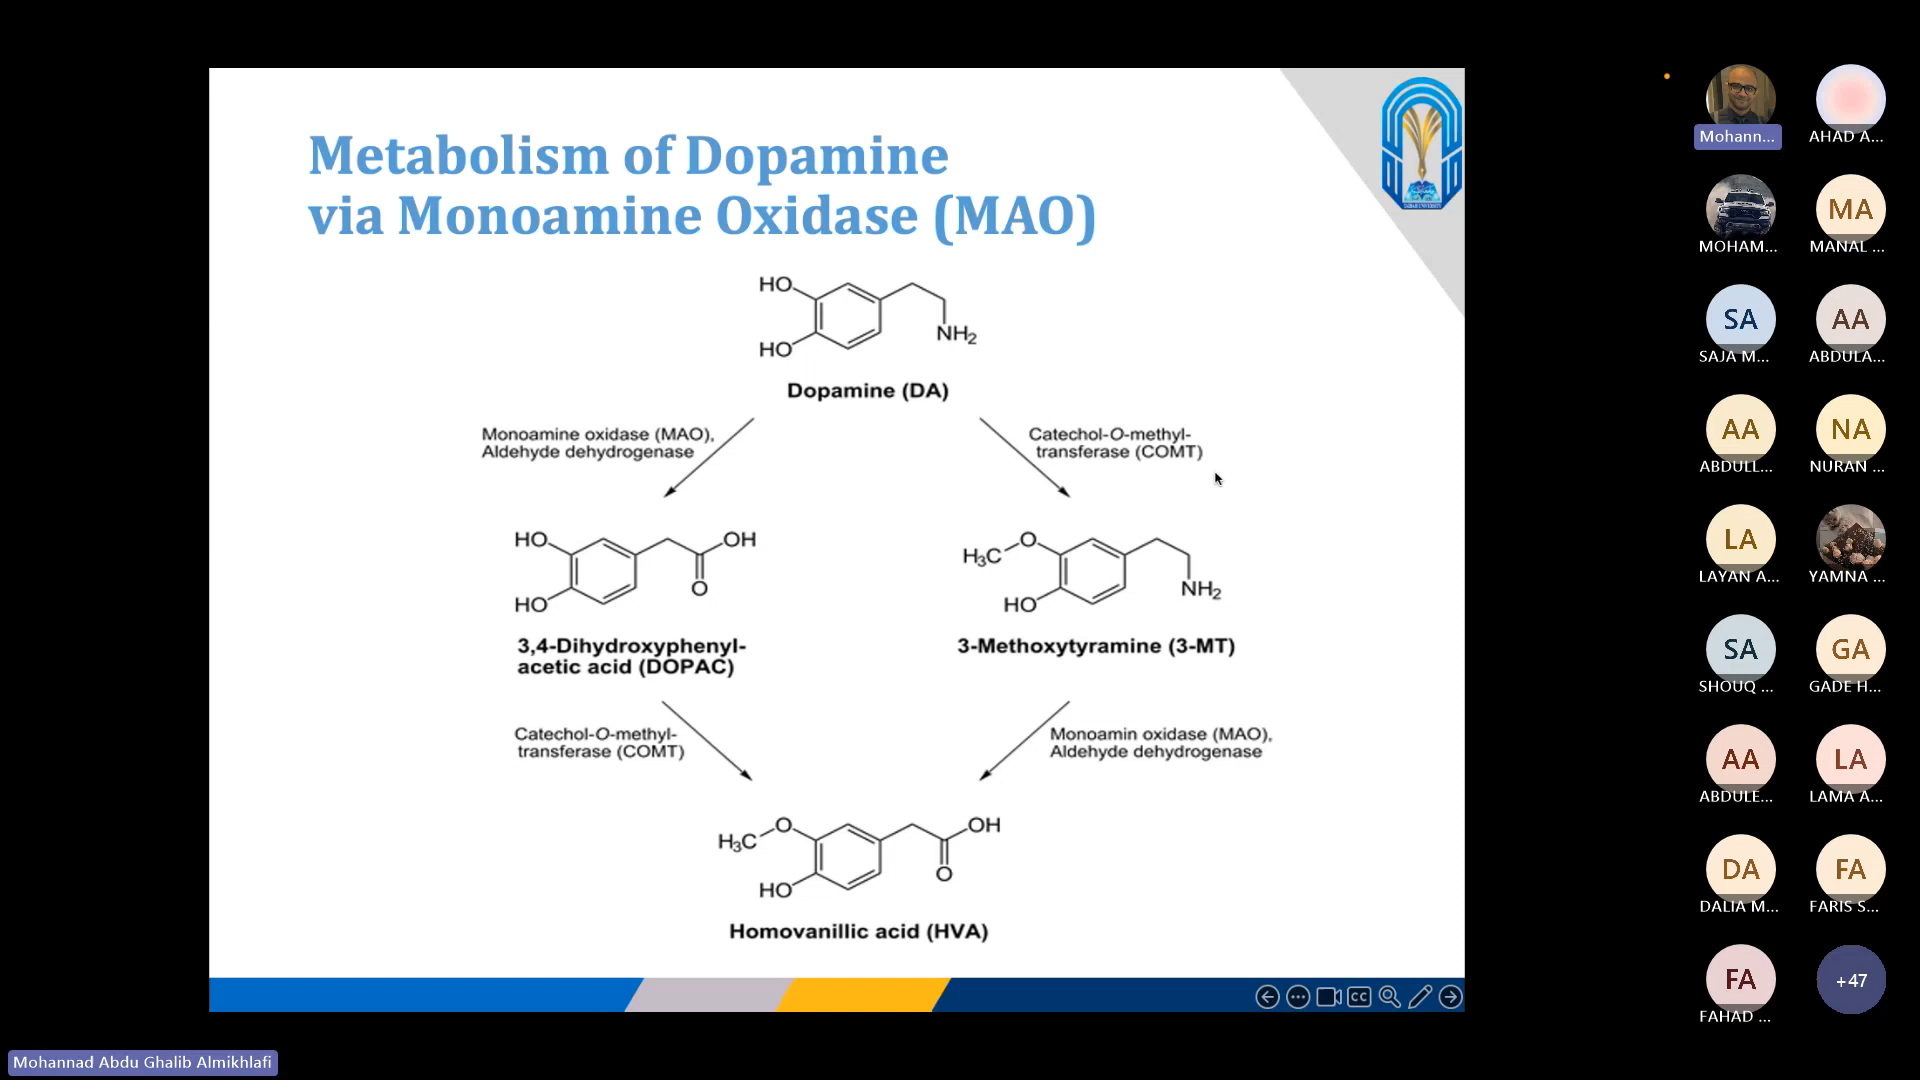 Metabolism of Dopamine
via Monoamine Oxidase (MAO)
HO
HO
NH2
Dopamine (DA)
Monoamine oxidase (MAO),
Aldehyde dehydrogenase
Catechol-O-methyl-
transferase (COMT)
HO
OH
HO
O
3,4-Dihydroxyphenyl-
acetic acid (DOPAC)
O
H3C
HO
NH2
3-Methoxytyramine (3-MT)
Catechol-O-methyl-
transferase (COMT)
Monoamin oxidase (MAO),
Aldehyde dehydrogenase
O
H3C
OH
HO
O
Homovanillic acid (HVA)
TAIBAH UNIVERSITY
CC
Mohann...
AHAD A...
MOHAM...
MA
MANAL ...
SA
SAJA M...
AA
ABDULA...
AA
ABDULL...
NA
NURAN ...
LA
LAYAN A...
YAMNA ...
SA
SHOUQ ...
GA
GADE H...
AA
ABDULE...
LA
LAMA A...
DA
DALIA M...
FA
FARIS S...
FA
FAHAD ...
+47
Mohannad Abdu Ghalib Almikhlafi